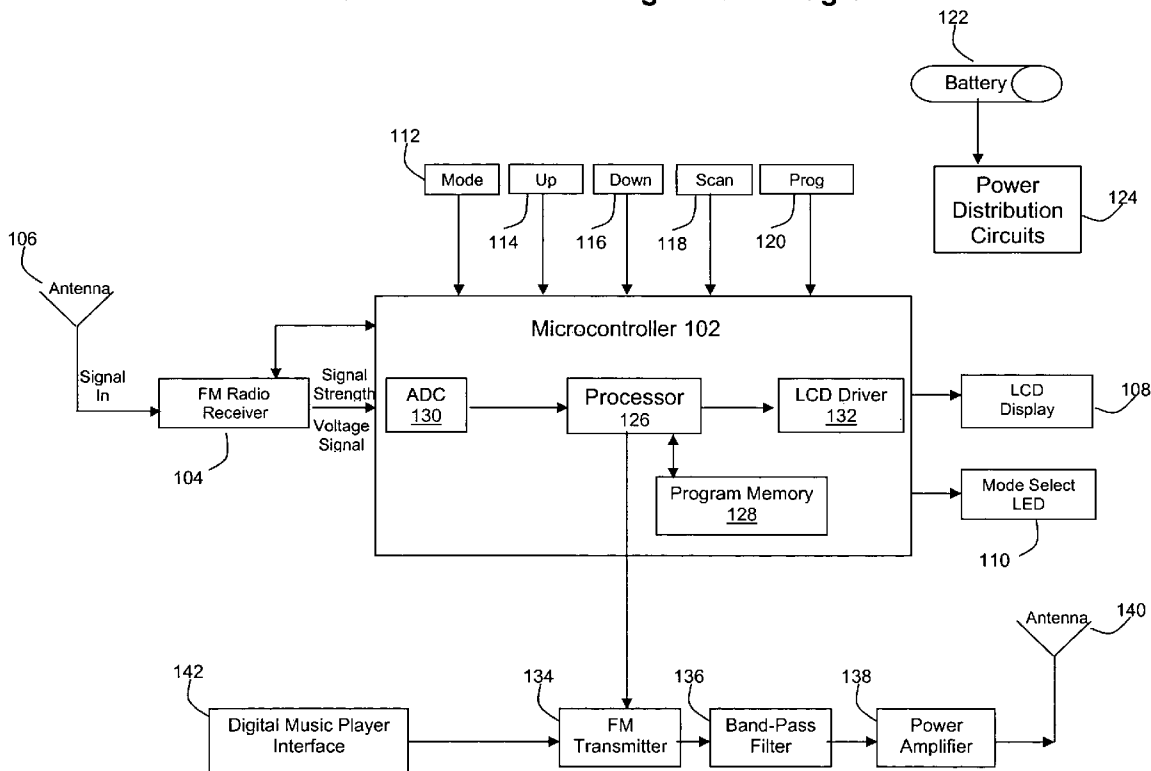 122
Battery
112
Mode
Up
Down
Scan
Prog
114
116
118
120
Power
Distribution
Circuits
124
106
Antenna
Microcontroller 102
Signal
In
FM Radio
Receiver
104
Signal
Strength
Voltage
Signal
ADC
130
Processor
126
LCD Driver
132
Program Memory
128
LCD
Display
108
Mode Select
LED
110
Antenna
140
142
Digital Music Player
Interface
134
FM
Transmitter
136
Band-Pass
Filter
138
Power
Amplifier